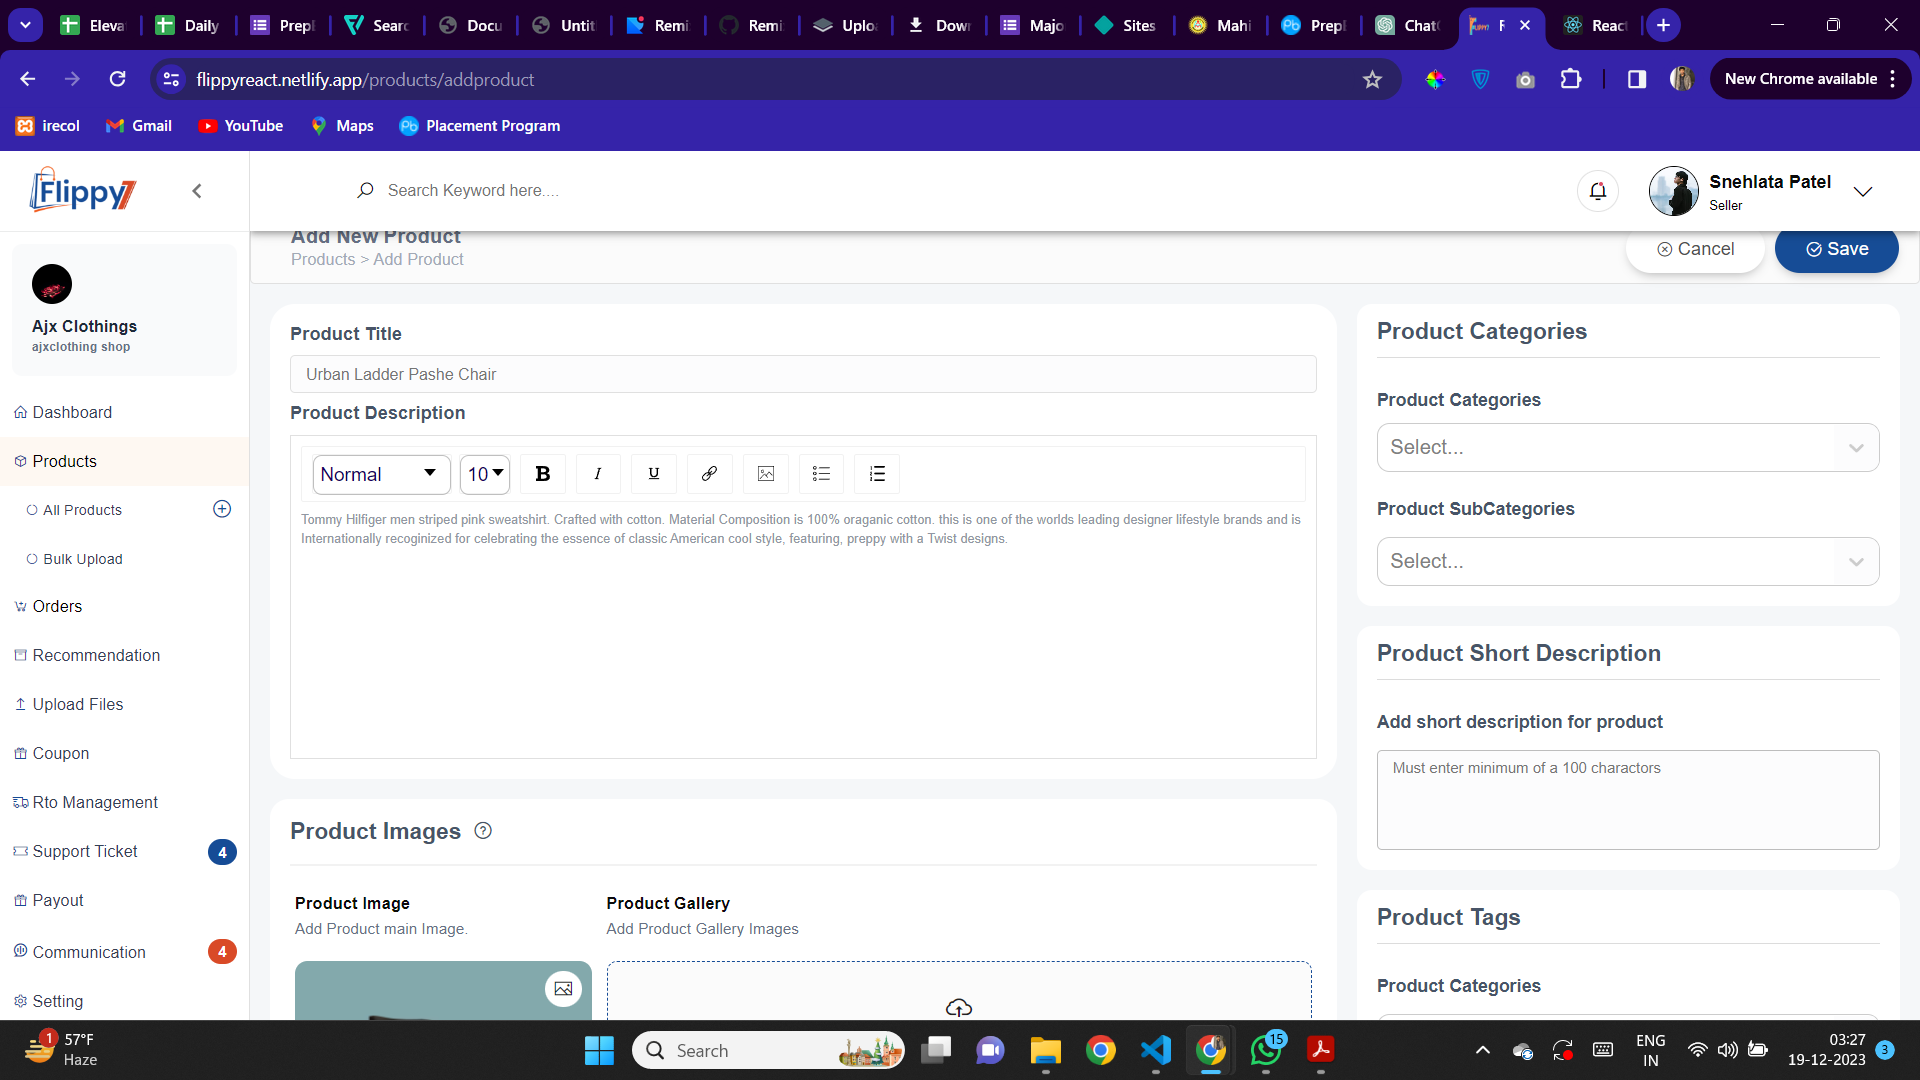 Eleva
Daily
Prepl
Searc
Docu
Untit
Remi
Remi
Uplo
Dow
Majo
Sites
Mahi
Prepl
Chat
F
React
flippyreact.netlify.app/products/addproduct
New Chrome available
irecol
Gmail
YouTube
Maps
Pb
Placement Program
Flippy7
Search Keyword here....
Snehlata Patel
Seller
Add New Product
Products > Add Product
Cancel
Save
Ajx Clothings
ajxclothing shop
Dashboard
Products
All Products
Bulk Upload
Orders
Recommendation
Upload Files
Coupon
Rto Management
Support Ticket
4
Payout
Communication
4
Setting
Product Title
Urban Ladder Pashe Chair
Product Description
Normal
10
B
I
U
Tommy Hilfiger men striped pink sweatshirt. Crafted with cotton. Material Composition is 100% oraganic cotton. this is one of the worlds leading designer lifestyle brands and is
Internationally recoginized for celebrating the essence of classic American cool style, featuring, preppy with a Twist designs.
Product Images
Product Image
Add Product main Image.
Product Gallery
Add Product Gallery Images
Product Categories
Product Categories
Select...
Product SubCategories
Select...
Product Short Description
Add short description for product
Must enter minimum of a 100 charactors
Product Tags
Product Categories
1
57°F
Haze
Search
15
ENG
IN
03:27
19-12-2023
3